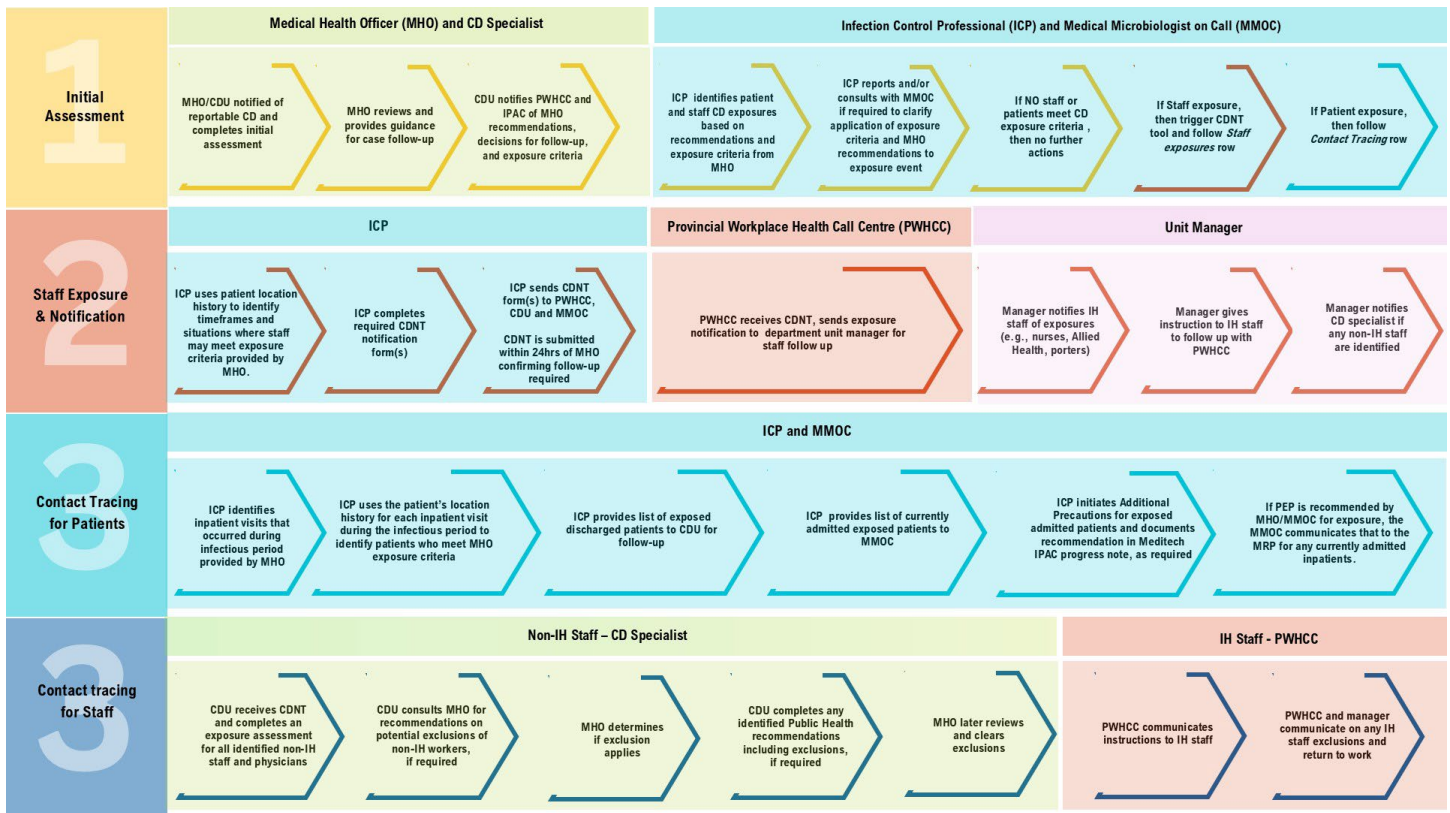 1
Initial
Assessment
Medical Health Officer (MHO) and CD Specialist
MHO/CDU notified of
reportable CD and
completes initial
assessment
MHO reviews and
provides guidance
for case follow-up
CDU notifies PWHCC and
IPAC of MHO
recommendations,
decisions for follow-up,
and exposure criteria
Infection Control Professional (ICP) and Medical Microbiologist on Call (MMOC)
ICP identifies patient
and staff CD exposures
based on
recommendations and
exposure criteria from
MHO
ICP reports and/or
consults with MMOC
if required to clarify
application of exposure
criteria and MHO
recommendations to
exposure event
If NO staff or
patients meet CD
exposure criteria ,
then no further
actions
If Staff exposure,
then trigger CDNT
tool and follow Staff
exposures row
If Patient exposure,
then follow
Contact Tracing row
2
Staff Exposure
& Notification
ICP
ICP uses patient location
history to identify
timeframes and
situations where staff
may meet exposure
criteria provided by
MHO.
ICP completes
required CDNT
notification
form(s)
ICP sends CDNT
form(s) to PWHCC,
CDU and MMOC
CDNT is submitted
within 24hrs of MHO
confirming follow-up
required
Provincial Workplace Health Call Centre (PWHCC)
PWHCC receives CDNT, sends exposure
notification to department unit manager for
staff follow up
Unit Manager
Manager notifies IH
staff of exposures
(e.g., nurses, Allied
Health, porters)
Manager gives
instruction to IH staff
to follow up with
PWHCC
Manager notifies
CD specialist if
any non-IH staff
are identified
3
Contact Tracing
for Patients
ICP and MMOC
ICP identifies
inpatient visits that
occurred during
infectious period
provided by MHO
ICP uses the patient's location
history for each inpatient visit
during the infectious period to
identify patients who meet MHO
exposure criteria
ICP provides list of exposed
discharged patients to CDU for
follow-up
ICP provides list of currently
admitted exposed patients to
MMOC
ICP initiates Additional
Precautions for exposed
admitted patients and documents
recommendation in Meditech
IPAC progress note, as required
If PEP is recommended by
MHO/MMOC for exposure, the
MMOC communicates that to the
MRP for any currently admitted
inpatients.
3
Contact tracing
for Staff
Non-IH Staff – CD Specialist
CDU receives CDNT
and completes an
exposure assessment
for all identified non-IH
staff and physicians
CDU consults MHO for
recommendations on
potential exclusions of
non-IH workers,
if required
MHO determines
if exclusion
applies
CDU completes any
identified Public Health
recommendations
including exclusions,
if required
MHO later reviews
and clears
exclusions
IH Staff - PWHCC
PWHCC communicates
instructions to IH staff
PWHCC and manager
communicate on any IH
staff exclusions and
return to work